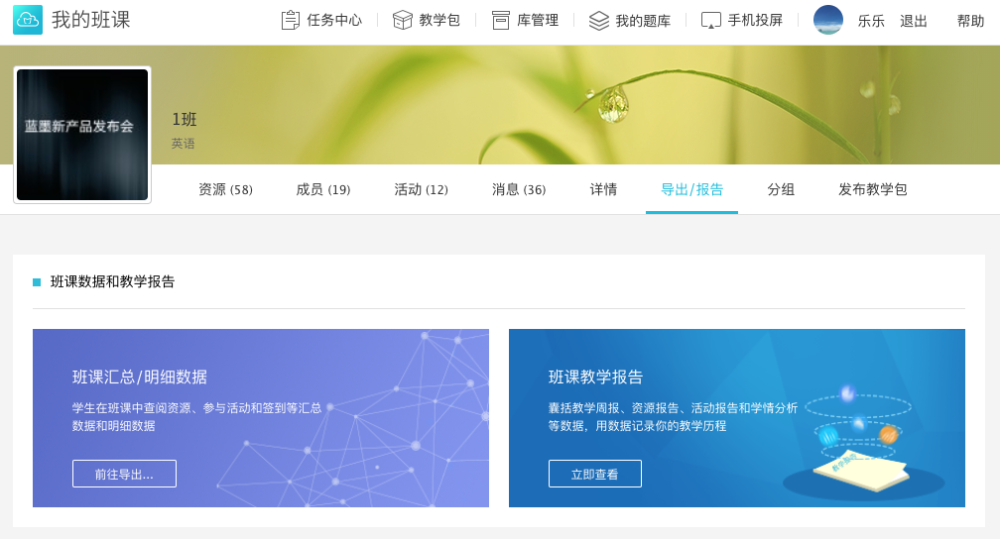 我的班课
任务中心
教学包
库管理
我的题库
手机投屏
乐乐
退出
帮助
蓝墨新产品发布会
1班
英语
资源 (58)
成员 (19)
活动 (12)
消息 (36)
详情
导出/报告
分组
发布教学包
班课数据和教学报告
班课汇总/明细数据
学生在班课中查阅资源、参与活动和签到等汇总
数据和明细数据
前往导出...
班课教学报告
囊括教学周报、资源报告、活动报告和学情分析
等数据，用数据记录你的教学历程
立即查看
教学报告